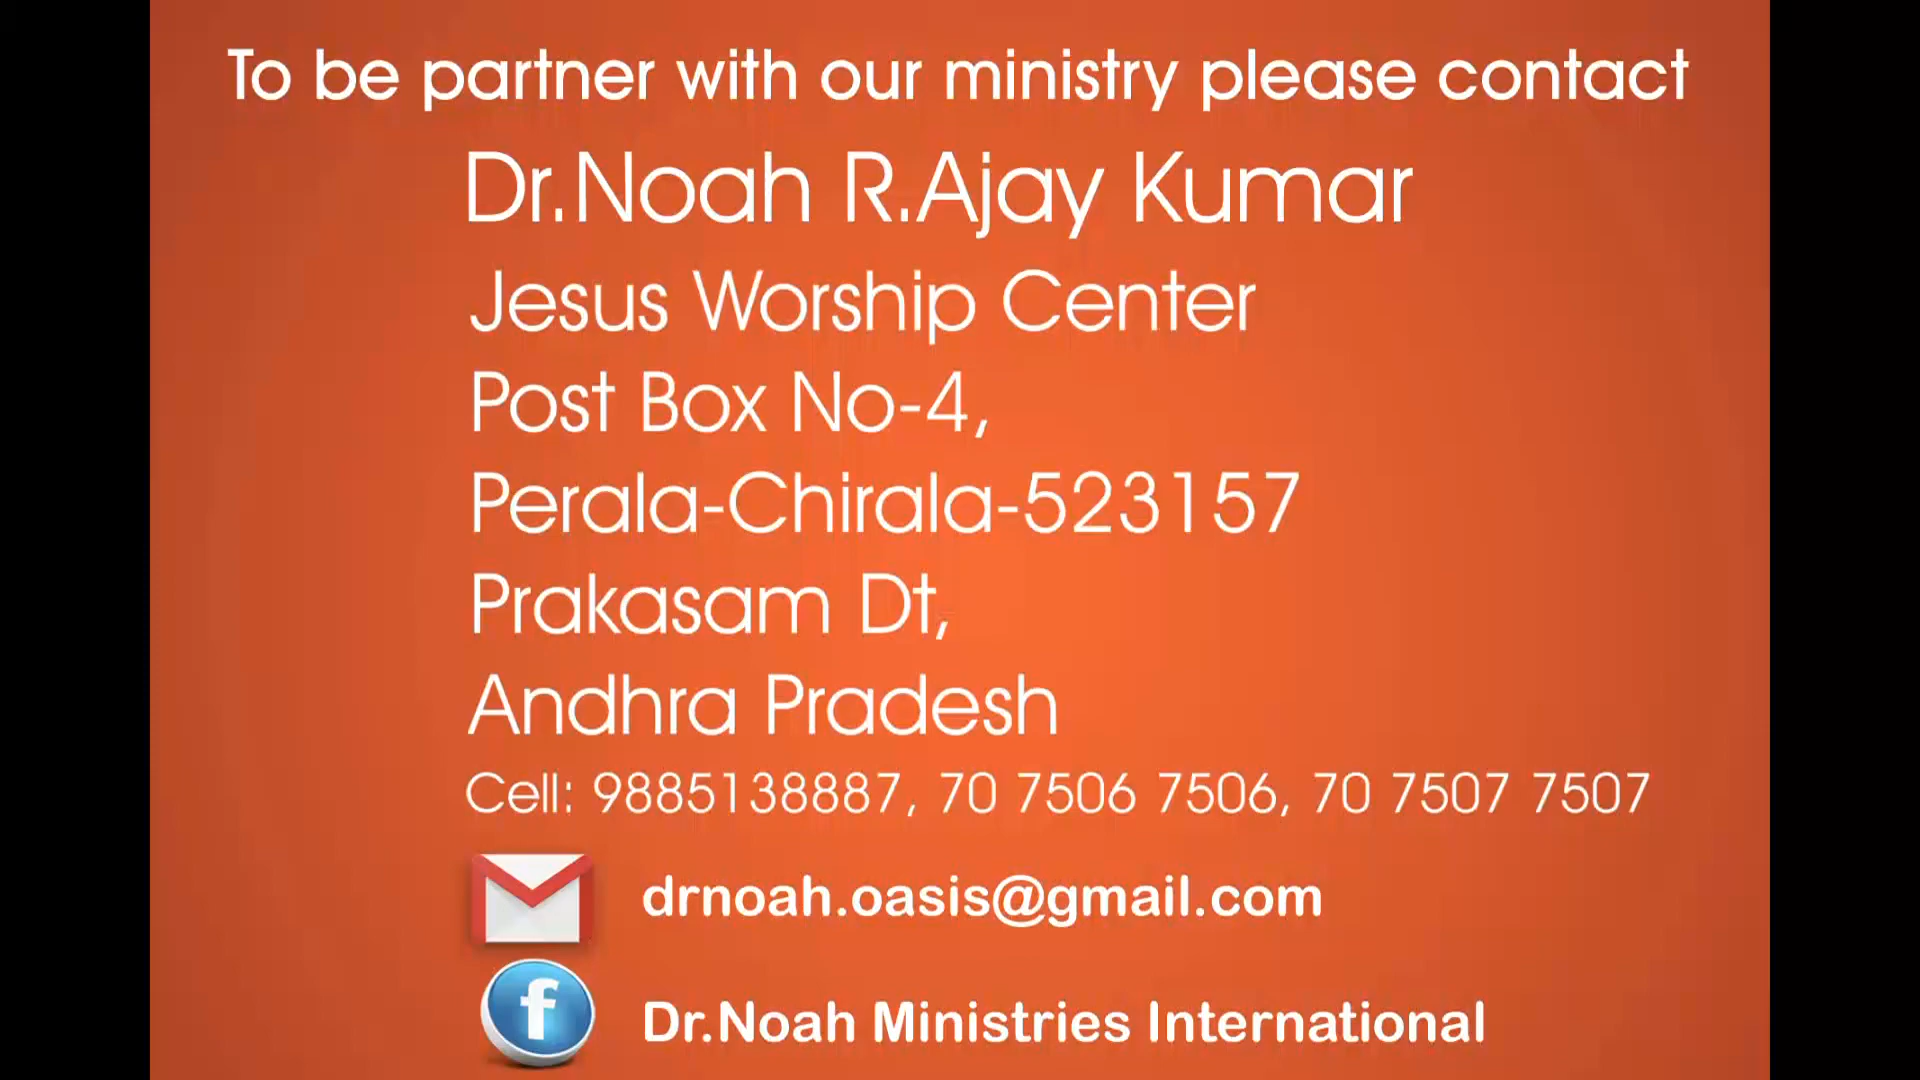 To be partner with our ministry please contact
Dr.Noah R.Ajay Kumar
Jesus Worship Center
Post Box No-4,
Perala-Chirala-523157
Prakasam Dt,
Andhra Pradesh
Cell: 9885138887, 70 7506 7506, 70 7507 7507
drnoah.oasis@gmail.com
f
Dr.Noah Ministries International